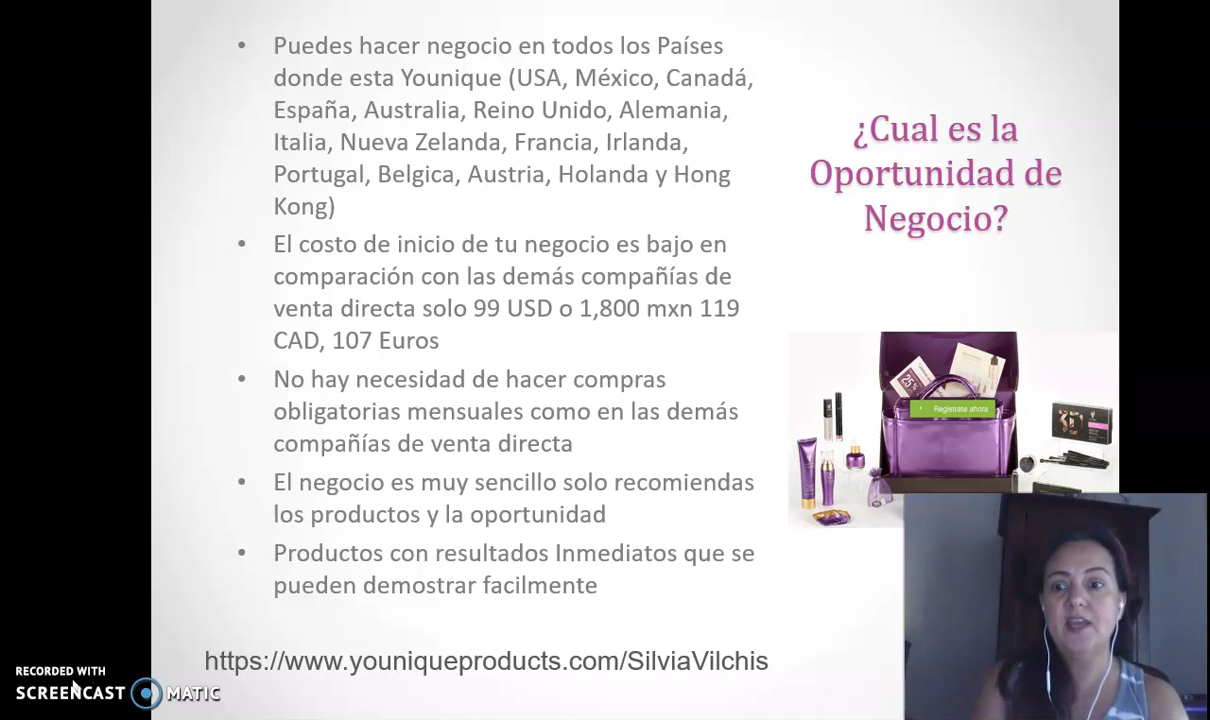 Puedes hacer negocio en todos los Países
donde esta Younique (USA, México, Canadá,
España, Australia, Reino Unido, Alemania,
Italia, Nueva Zelanda, Francia, Irlanda,
Portugal, Belgica, Austria, Holanda y Hong
Kong)
El costo de inicio de tu negocio es bajo en
comparación con las demás compañías de
venta directa solo 99 USD o 1,800 mxn 119
CAD, 107 Euros
No hay necesidad de hacer compras
obligatorias mensuales como en las demás
compañías de venta directa
El negocio es muy sencillo solo recomiendas
los productos y la oportunidad
Productos con resultados Inmediatos que se
pueden demostrar facilmente
¿Cual es la
Oportunidad de
Negocio?
25%
Regístrate ahora
3D
https://www.youniqueproducts.com/SilviaVilchis
RECORDED WITH
SCREENCAST MATIC